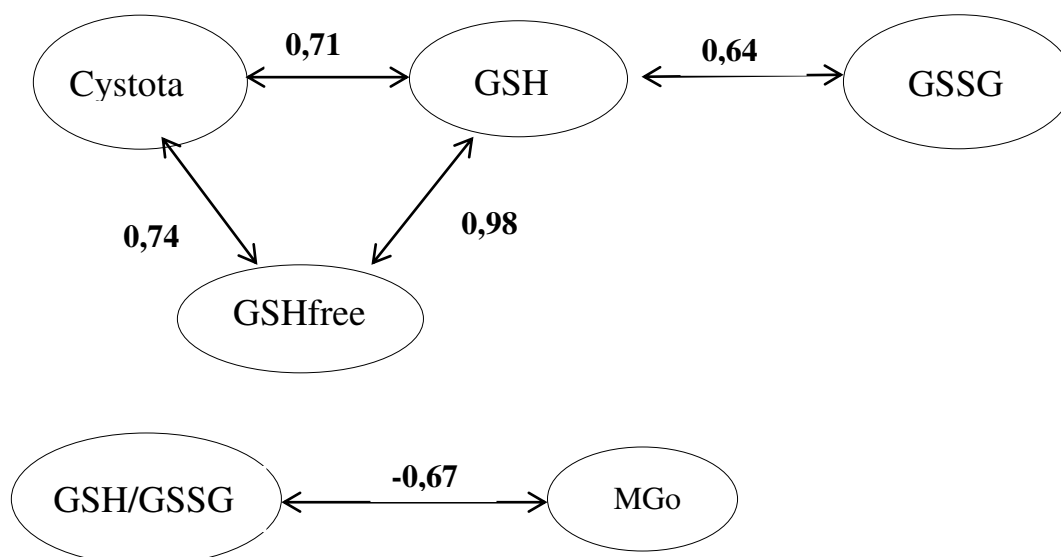 0,71
0,64
Cystota
GSH
GSSG
0,74
0,98
GSHfree
-0,67
GSH/GSSG
MGo